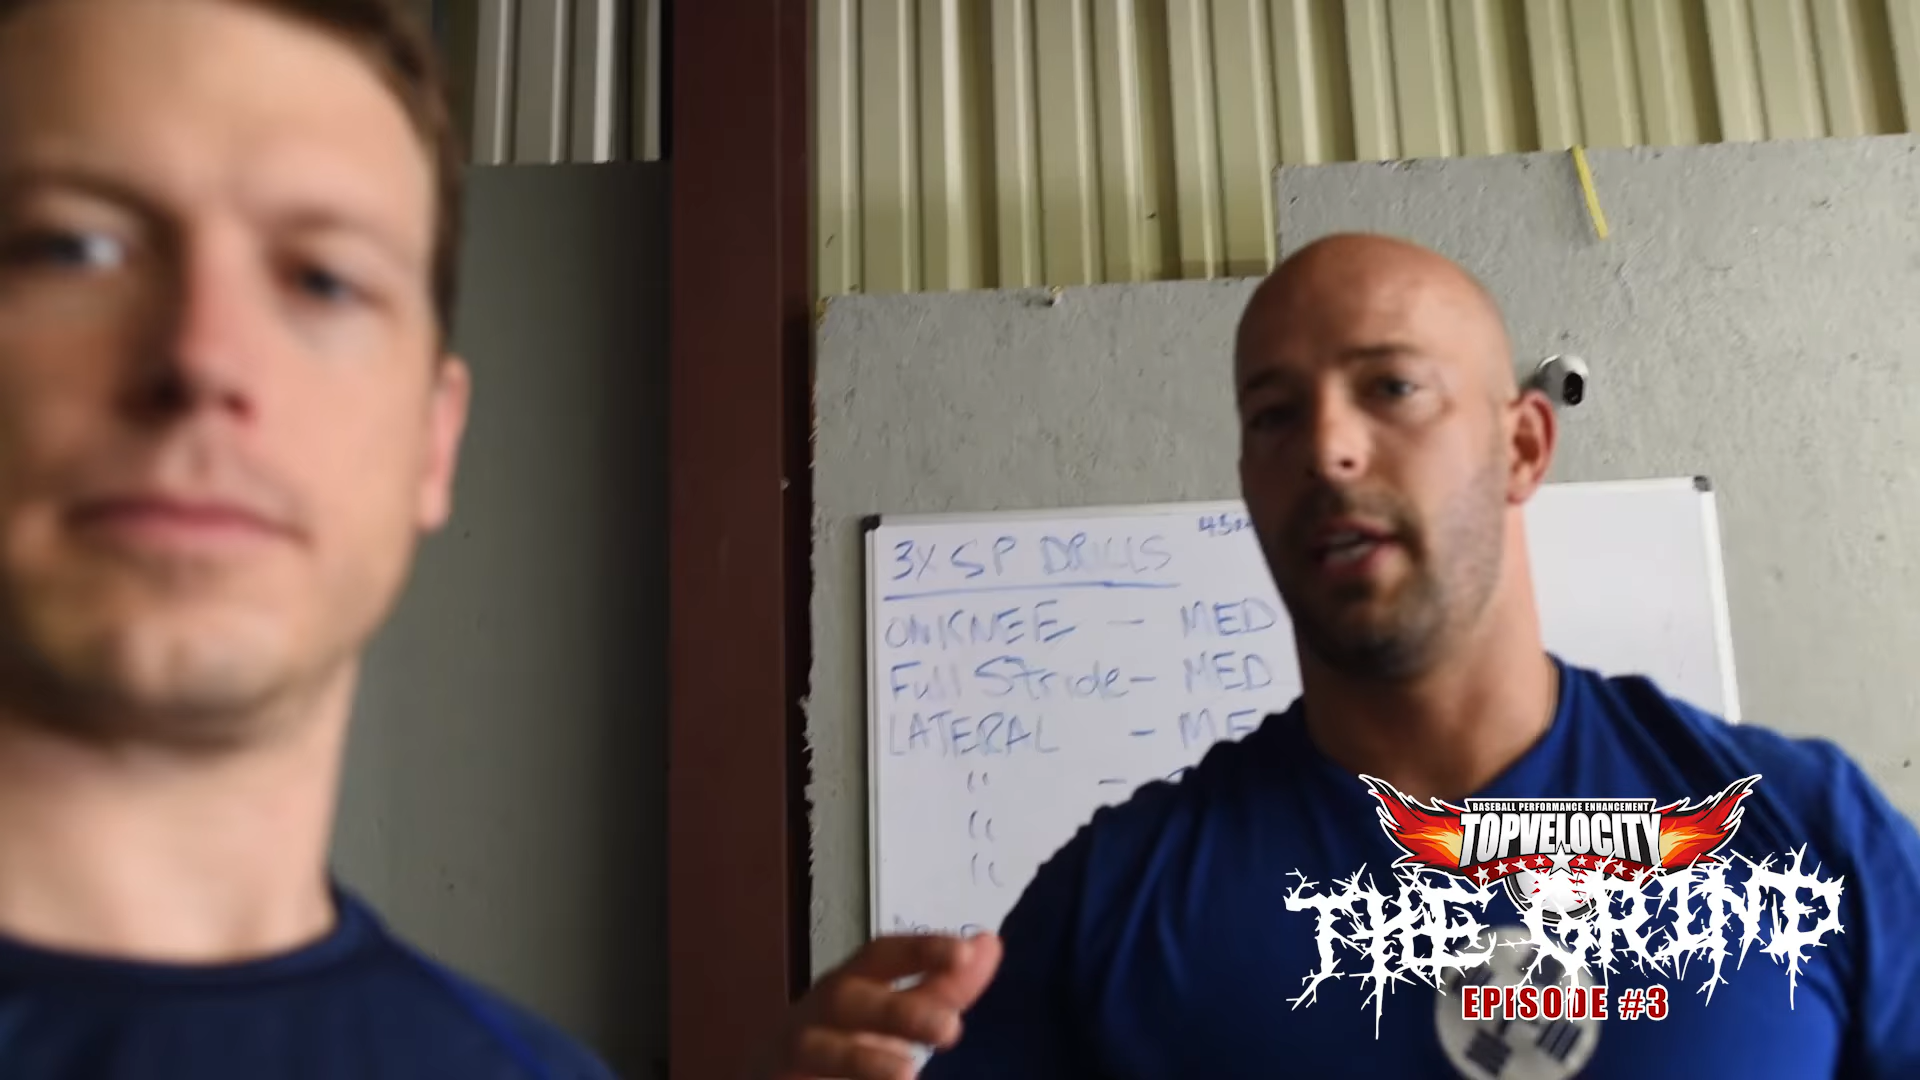 3X SP DRILLS
ON KNEE - MED
Full Stride - MED
LATERAL - ME
" -
"
"
BASEBALL PERFORMANCE ENHANCEMENT
TOPVELOCITY
THE GRIND
EPISODE #3